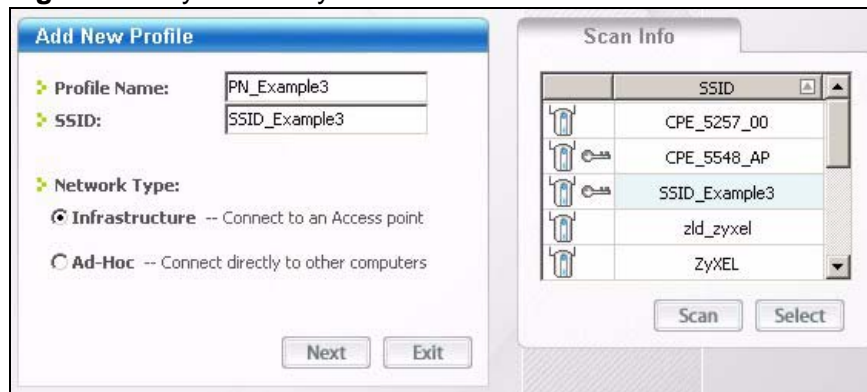 Add New Profile
Profile Name: PN_Example3
SSID: SSID_Example3
Network Type:
Infrastructure -- Connect to an Access point
Ad-Hoc -- Connect directly to other computers
Next Exit
Scan Info
SSID
CPE_5257_00
CPE_5548_AP
SSID_Example3
zld_zyxel
ZyXEL
Scan Select